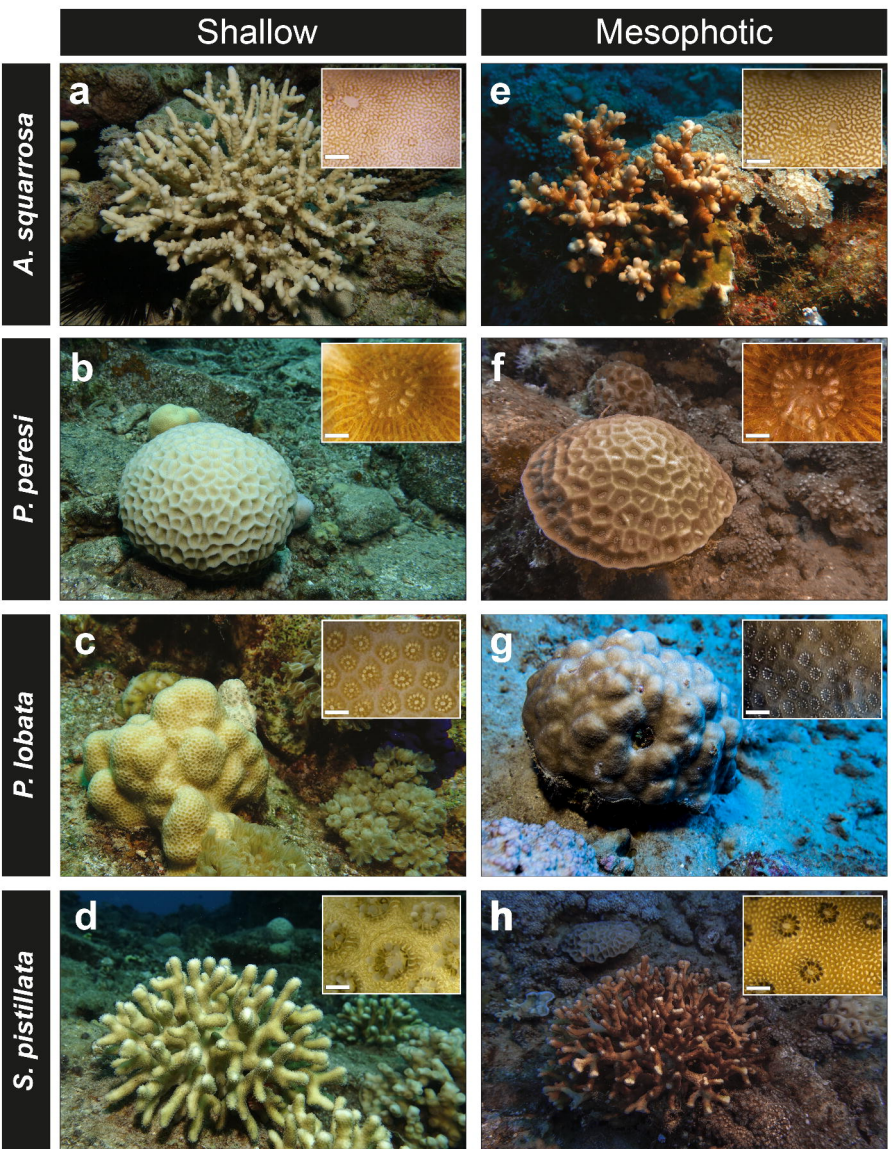 Shallow
Mesophotic
A. squarrosa
a
e
P. peresi
b
f
P. lobata
c
g
S. pistillata
d
h